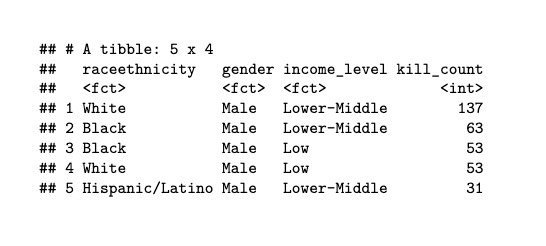 ## # A tibble: 5 x 4
##   raceethnicity   gender income_level kill_count
##   <fct>           <fct>  <fct>             <int>
## 1 White           Male   Lower-Middle        137
## 2 Black           Male   Lower-Middle         63
## 3 Black           Male   Low                  53
## 4 White           Male   Low                  53
## 5 Hispanic/Latino Male   Lower-Middle         31